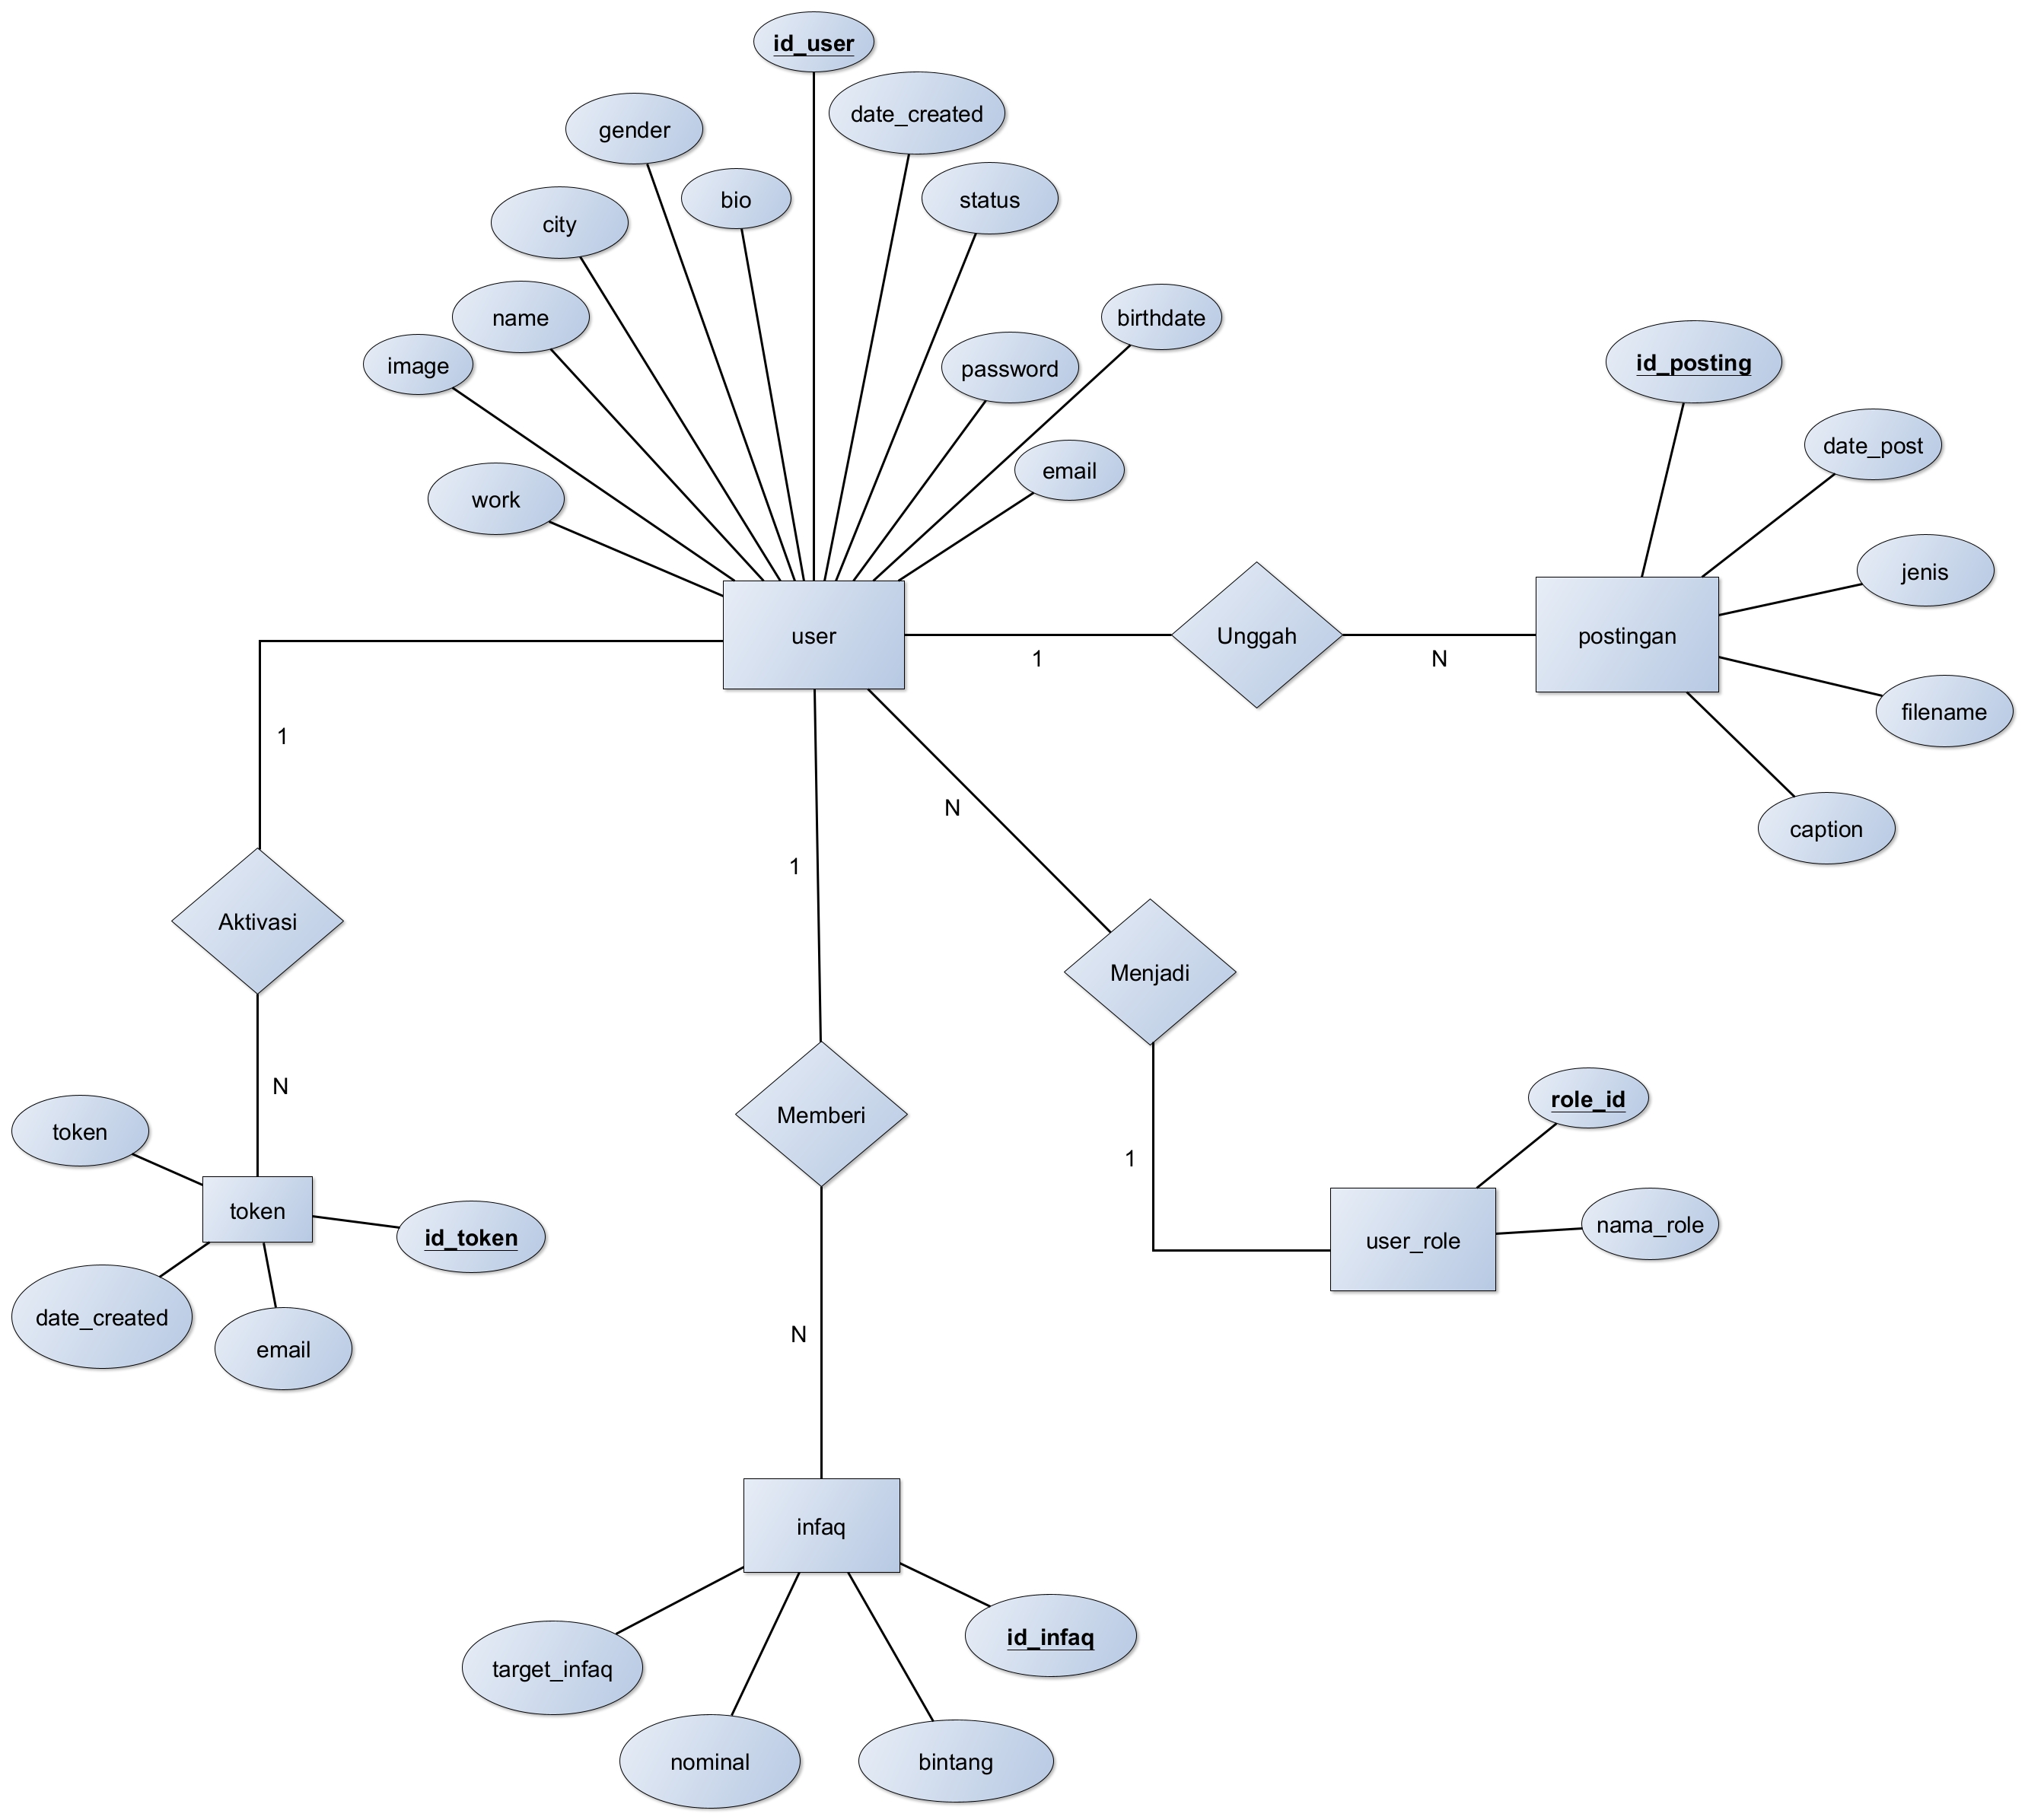 id_user
date_created
gender
bio
status
city
name
birthdate
image
password
id_posting
date_post
email
work
jenis
user
Unggah
postingan
1
N
filename
1
N
caption
1
Aktivasi
Menjadi
N
role_id
token
Memberi
1
token
id_token
nama_role
user_role
date_created
email
N
infaq
id_infaq
target_infaq
nominal
bintang